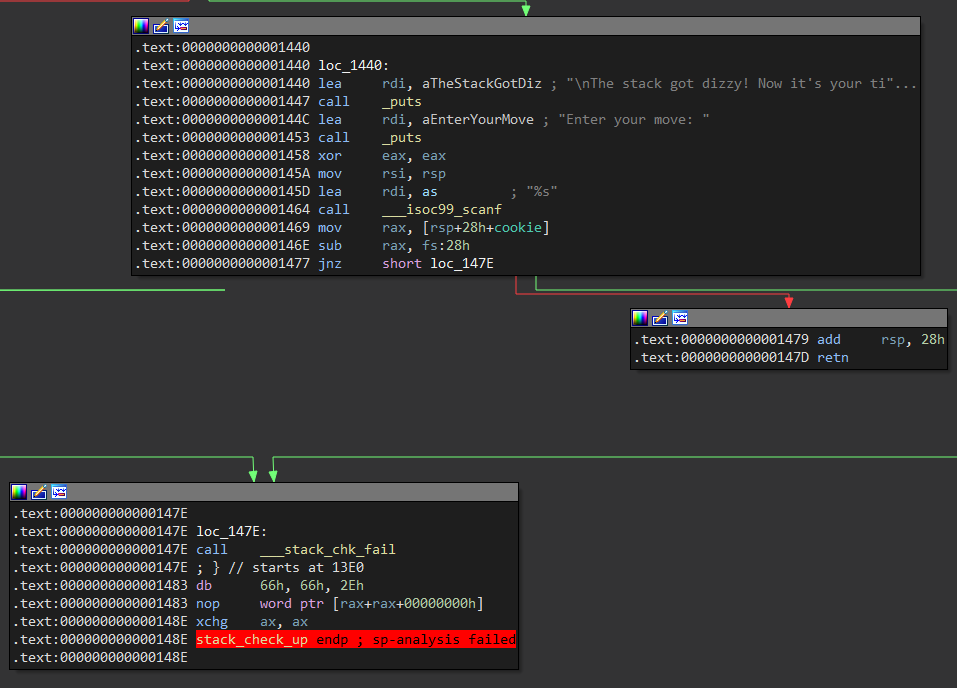 .text:0000000000001440
.text:0000000000001440 loc_1440:
.text:0000000000001440 lea rdi, aTheStackGotDiz ; "\nThe stack got dizzy! Now it's your ti"...
.text:0000000000001447 call _puts
.text:000000000000144C lea rdi, aEnterYourMove ; "Enter your move: "
.text:0000000000001453 call _puts
.text:0000000000001458 xor eax, eax
.text:000000000000145A mov rsi, rsp
.text:000000000000145D lea rdi, as ; "%s"
.text:0000000000001464 call ___isoc99_scanf
.text:0000000000001469 mov rax, [rsp+28h+cookie]
.text:000000000000146E sub rax, fs:28h
.text:0000000000001477 jnz short loc_147E
.text:0000000000001479 add rsp, 28h
.text:000000000000147D retn
.text:000000000000147E
.text:000000000000147E loc_147E:
.text:000000000000147E call ___stack_chk_fail
.text:000000000000147E ; } // starts at 13E0
.text:0000000000001483 db 66h, 66h, 2Eh
.text:0000000000001483 nop word ptr [rax+rax+00000000h]
.text:000000000000148E xchg ax, ax
.text:000000000000148E stack_check_up endp ; sp-analysis failed
.text:000000000000148E